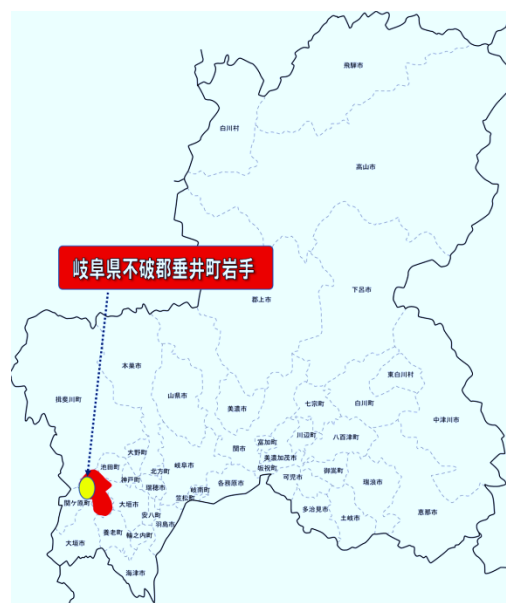 飛騨市
白川村
高山市
岐阜県不破郡垂井町岩手
郡上市
下呂市
本巣市
東白川村
山県市
揖斐川町
七宗町
白川町
美濃市
中津川市
大野町
関市
富加町
川辺町
八百津町
池田町
北方町
岐阜市
美濃加茂市
坂祝町
御嵩町
神戸町
瑞穂市
岐南町
各務原市
可児市
瑞浪市
関ケ原町
大垣市
笠松町
安八町
羽島市
多治見市
土岐市
恵那市
養老町
輪之内町
大垣市
海津市